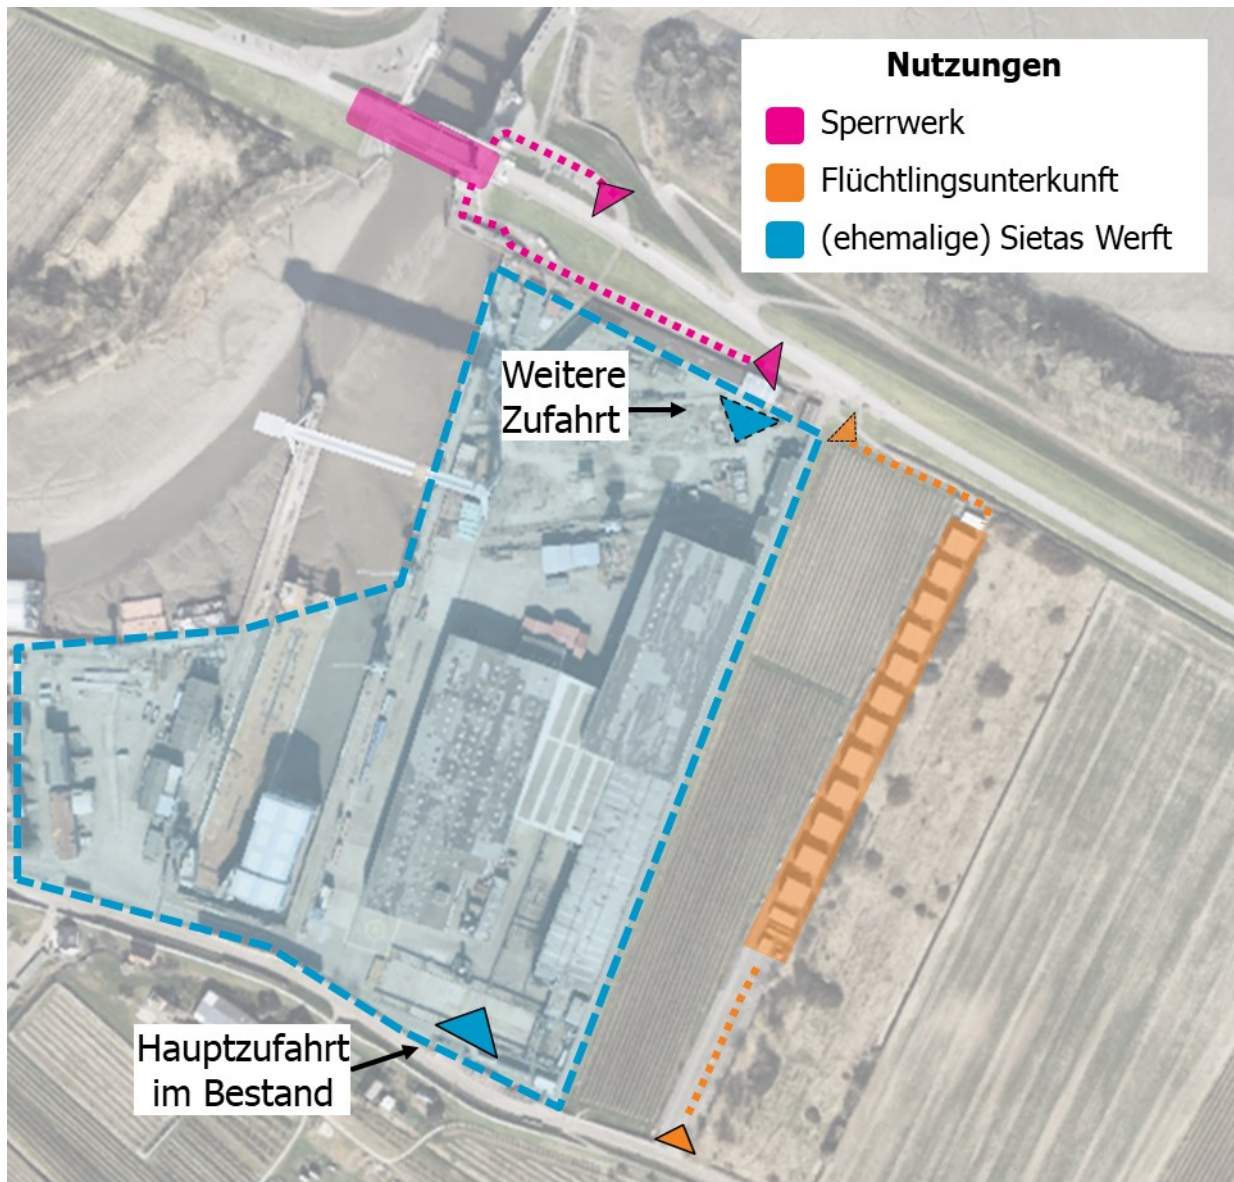 Nutzungen
Sperrwerk
Flüchtlingsunterkunft
(ehemalige) Sietas Werft
Weitere
Zufahrt
Hauptzufahrt
im Bestand